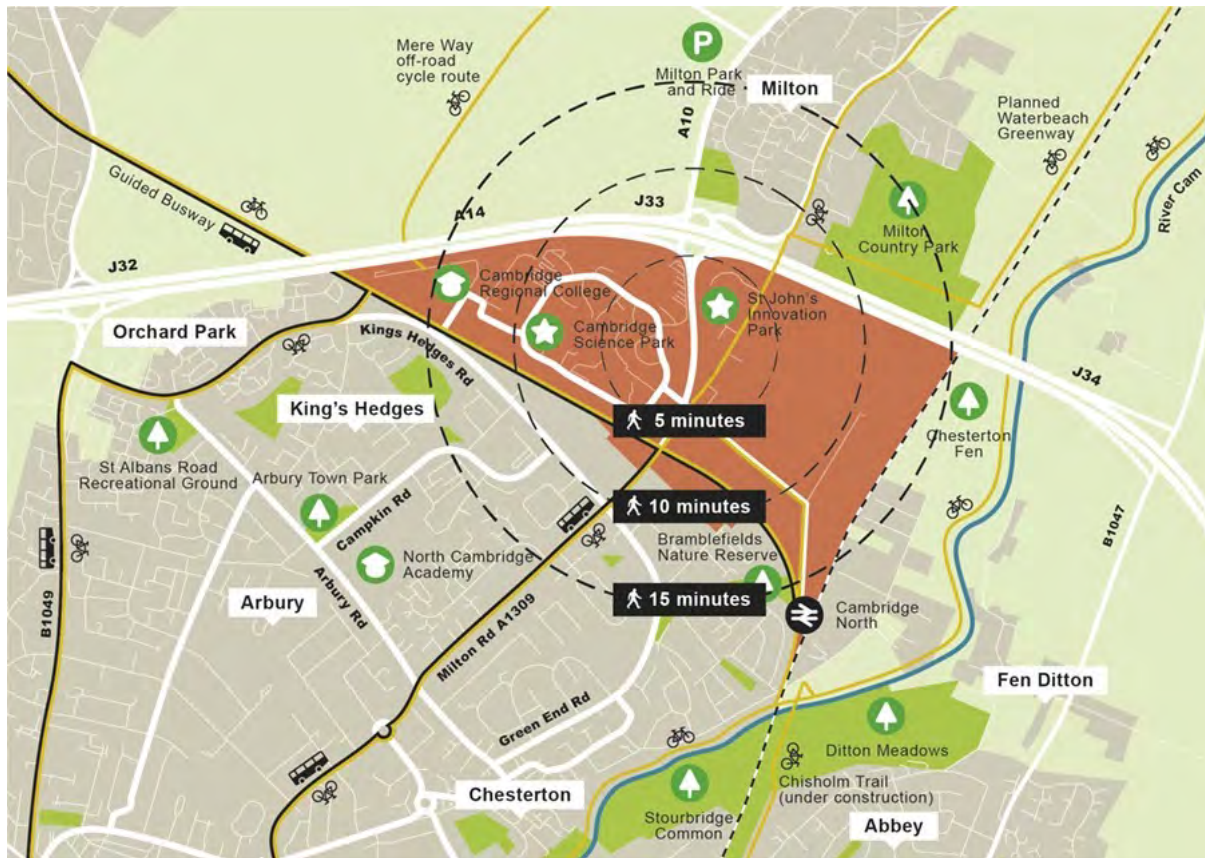 Mere Way
off-road
cycle route
P
Milton Park
and Ride
Milton
A10
Planned
Waterbeach
Greenway
River Cam
Guided Busway
A14
J33
J32
Milton
Country Park
Cambridge
Regional College
St John's
Innovation
Park
Orchard Park
Kings Hedges Rd
Cambridge
Science Park
J34
King's Hedges
5 minutes
Chesterton
Fen
St Albans Road
Recreational Ground
Arbury Town Park
Campkin Rd
10 minutes
B1047
Bramblefields
Nature Reserve
North Cambridge
Academy
15 minutes
Arbury
Arbury Rd
B1049
Milton Rd A1309
Cambridge
North
Fen Ditton
Green End Rd
Ditton Meadows
Chesterton
Chisholm Trail
(under construction)
Stourbridge
Common
Abbey